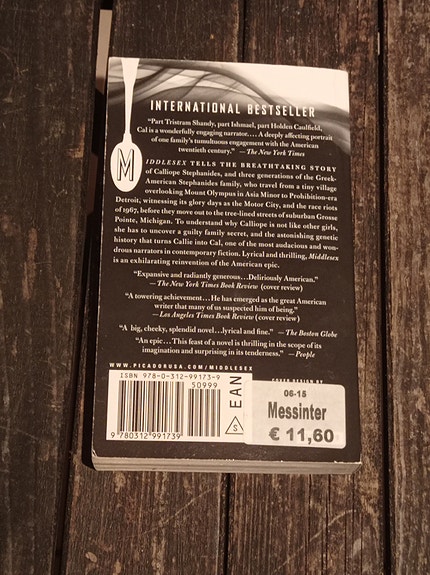 INTERNATIONAL BESTSELLER
“Part Tristram Shandy, part Ishmael, part Holden Caulfield,
Cal is a wonderfully engaging narrator.... A deeply affecting portrait
of one family's tumultuous engagement with the American
twentieth century.” —The New York Times
MIDDLESEX TELLS THE BREATHTAKING STORY
of Calliope Stephanides, and three generations of the Greek-
American Stephanides family, who travel from a tiny village
overlooking Mount Olympus in Asia Minor to Prohibition-era
Detroit, witnessing its glory days as the Motor City, and the race riots
of 1967, before they move out to the tree-lined streets of suburban Grosse
Pointe, Michigan. To understand why Calliope is not like other girls,
she has to uncover a guilty family secret, and the astonishing genetic
history that turns Callie into Cal, one of the most audacious and won-
drous narrators in contemporary fiction. Lyrical and thrilling, Middlesex
is an exhilarating reinvention of the American epic.
“Expansive and radiantly generous...Deliriously American.”
—The New York Times Book Review (cover review)
“A towering achievement...He has emerged as the great American
writer that many of us suspected him of being.”
—Los Angeles Times Book Review (cover review)
“A big, cheeky, splendid novel...lyrical and fine.” —The Boston Globe
“An epic...This feast of a novel is thrilling in the scope of its
imagination and surprising in its tenderness.” —People
WWW.PICADORUSA.COM/MIDDLESEX
COVER DESIGN BY
ISBN 978-0-312-99173-9
50999
EAN
S
9 780312 991739
06-15
Messinter
€ 11,60